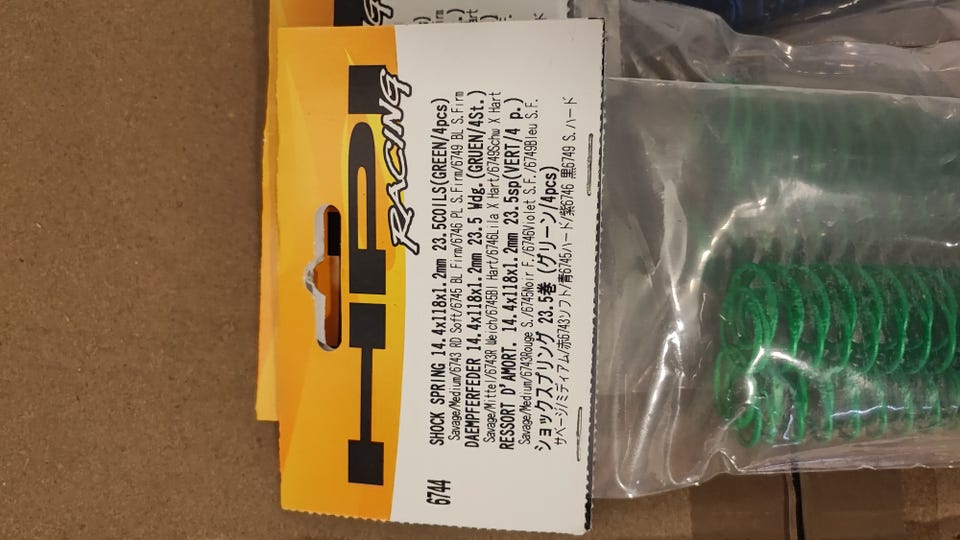 HPI
RACING
6744
SHOCK SPRING 14.4x118x1.2mm 23.5COILS(GREEN/4pcs)
Savage/Medium/6743 RD Soft/6745 BL Firm/6746 PL S.Firm/6749 BL S.Firm
DAEMPFERFEDER 14.4x118x1.2mm 23.5 Wdg.(GRUEN/4St.)
Savage/Mittel/6743R Weich/6745Bl Hart/6746Lila X Hart/6749Schw X Hart
RESSORT D'AMORT. 14.4x118x1.2mm 23.5sp(VERT/4 p.)
Savage/Medium/6743Rouge S./6745Noir F./6746Violet S.F./6749Bleu S.F.
ショックスプリング 23.5巻 (グリーン/4pcs)
サベージ/ミディアム/赤6743ソフト/青6745ハード/紫6746 黒6749 S.ハード